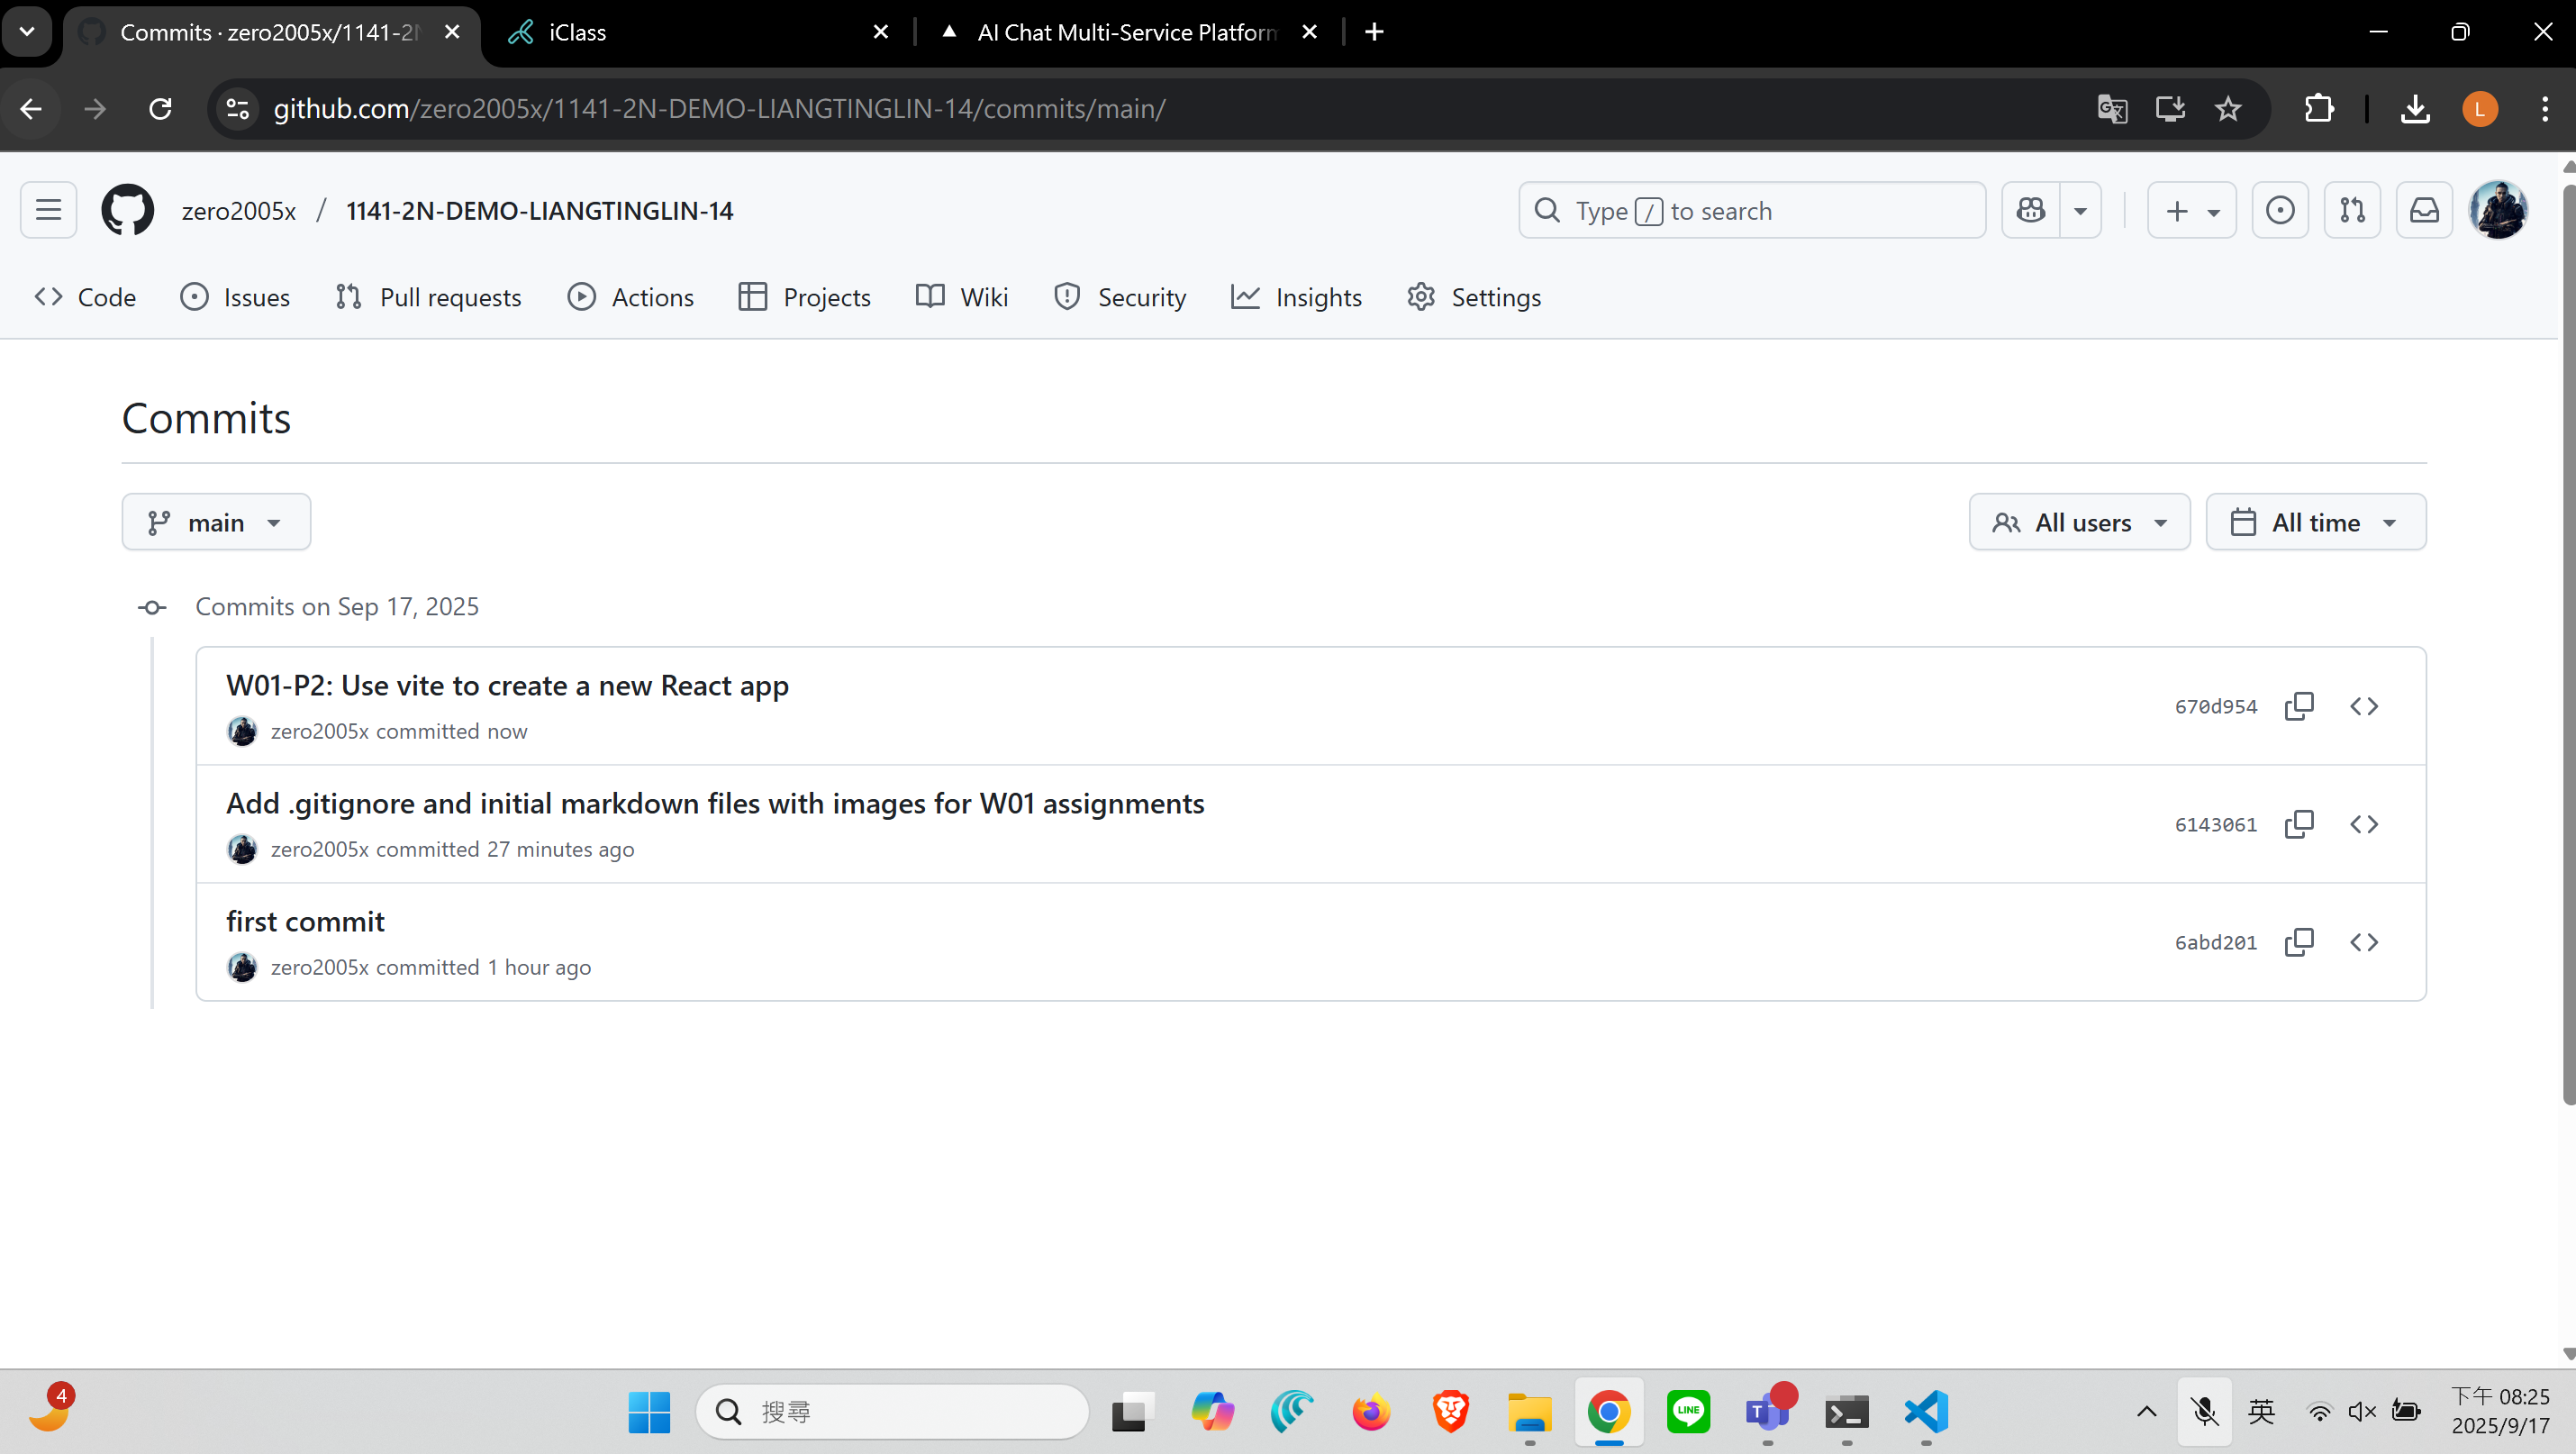 Commits · zero2005x/1141-2N
iClass
AI Chat Multi-Service Platform
github.com/zero2005x/1141-2N-DEMO-LIANGTINGLIN-14/commits/main/
L
zero2005x / 1141-2N-DEMO-LIANGTINGLIN-14
Type / to search
Code
Issues
Pull requests
Actions
Projects
Wiki
Security
Insights
Settings
Commits
main
All users
All time
Commits on Sep 17, 2025
W01-P2: Use vite to create a new React app
zero2005x committed now
670d954
Add .gitignore and initial markdown files with images for W01 assignments
zero2005x committed 27 minutes ago
6143061
first commit
zero2005x committed 1 hour ago
6abd201
4
搜尋
LINE
T
英
下午 08:25
2025/9/17